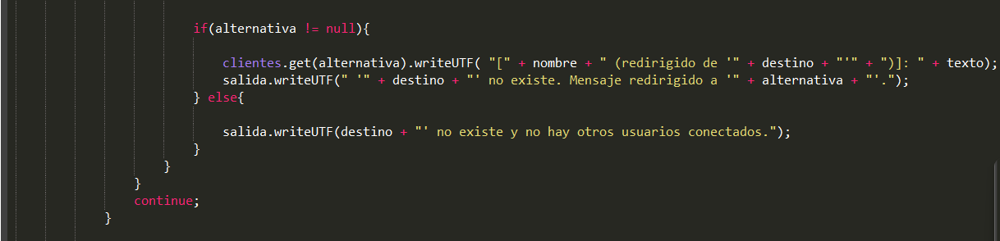 if(alternativa != null){
clientes.get(alternativa).writeUTF( "[" + nombre + " (redirigido de '" + destino + "'" + ")]: " + texto);
salida.writeUTF(" '" + destino + "' no existe. Mensaje redirigido a '" + alternativa + "'.");
} else{
salida.writeUTF(destino + "' no existe y no hay otros usuarios conectados.");
}
}
}
continue;
}